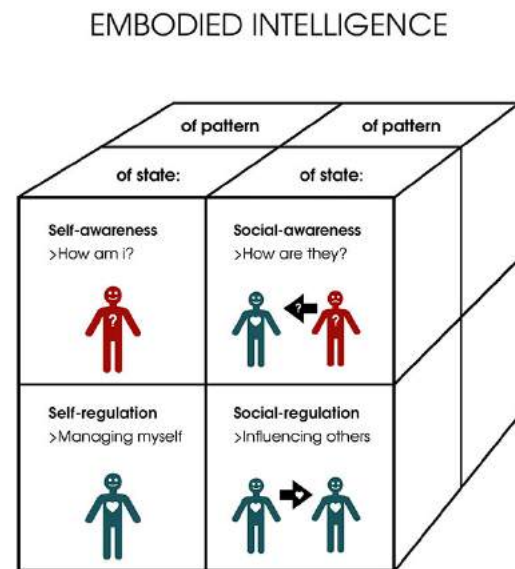 EMBODIED INTELLIGENCE
of pattern
of pattern
of state:
of state:
Self-awareness
>How am i?
?
Social-awareness
>How are they?
?
?
Self-regulation
>Managing myself
Social-regulation
>Influencing others